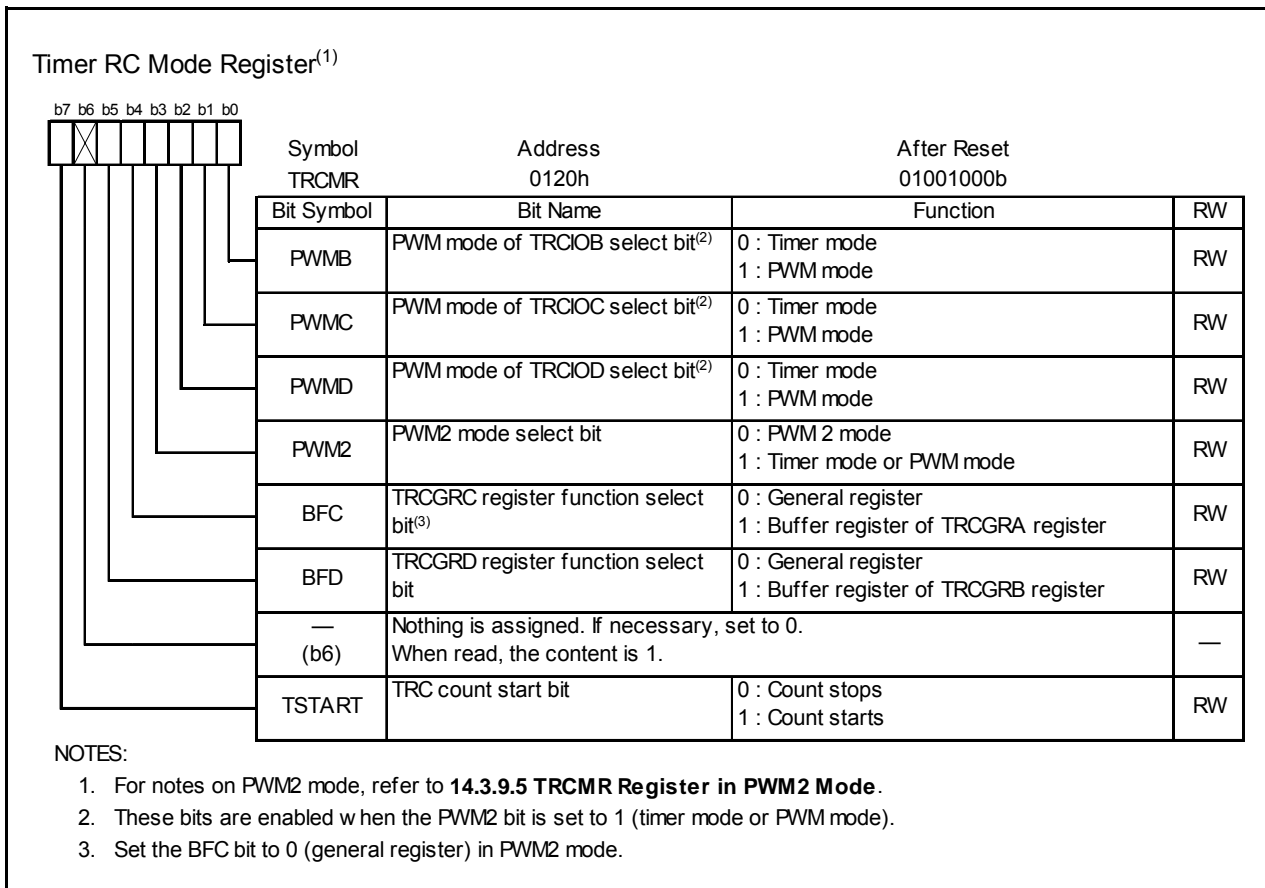 Timer RC Mode Register(1)
b7 b6 b5 b4 b3 b2 b1 b0
Symbol Address After Reset
TRCMR 0120h 01001000b
Bit Symbol Bit Name Function RW
PWMB PWM mode of TRCIOB select bit(2) 0 : Timer mode RW
1 : PWM mode
PWMC PWM mode of TRCIOC select bit(2) 0 : Timer mode RW
1 : PWM mode
PWMD PWM mode of TRCIOD select bit(2) 0 : Timer mode RW
1 : PWM mode
PWM2 PWM2 mode select bit 0 : PWM 2 mode RW
1 : Timer mode or PWM mode
BFC TRCGRC register function select 0 : General register RW
bit(3) 1 : Buffer register of TRCGRA register
BFD TRCGRD register function select 0 : General register RW
bit 1 : Buffer register of TRCGRB register
— Nothing is assigned. If necessary, set to 0. —
(b6) When read, the content is 1.
TSTART TRC count start bit 0 : Count stops RW
1 : Count starts
NOTES:
1. For notes on PWM2 mode, refer to 14.3.9.5 TRCMR Register in PWM2 Mode.
2. These bits are enabled when the PWM2 bit is set to 1 (timer mode or PWM mode).
3. Set the BFC bit to 0 (general register) in PWM2 mode.